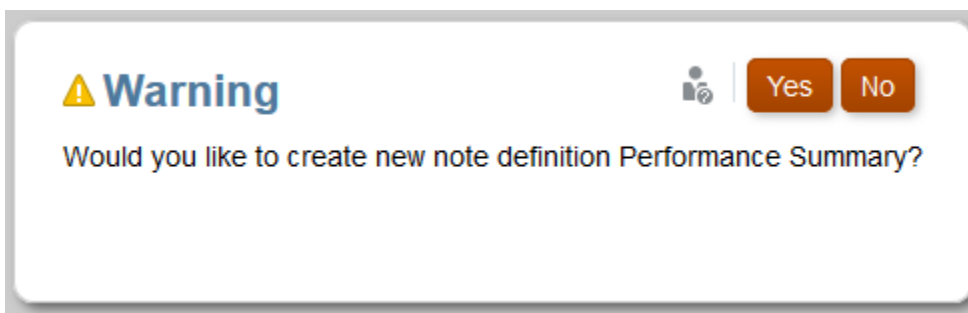 Warning
Yes
No
Would you like to create new note definition Performance Summary?